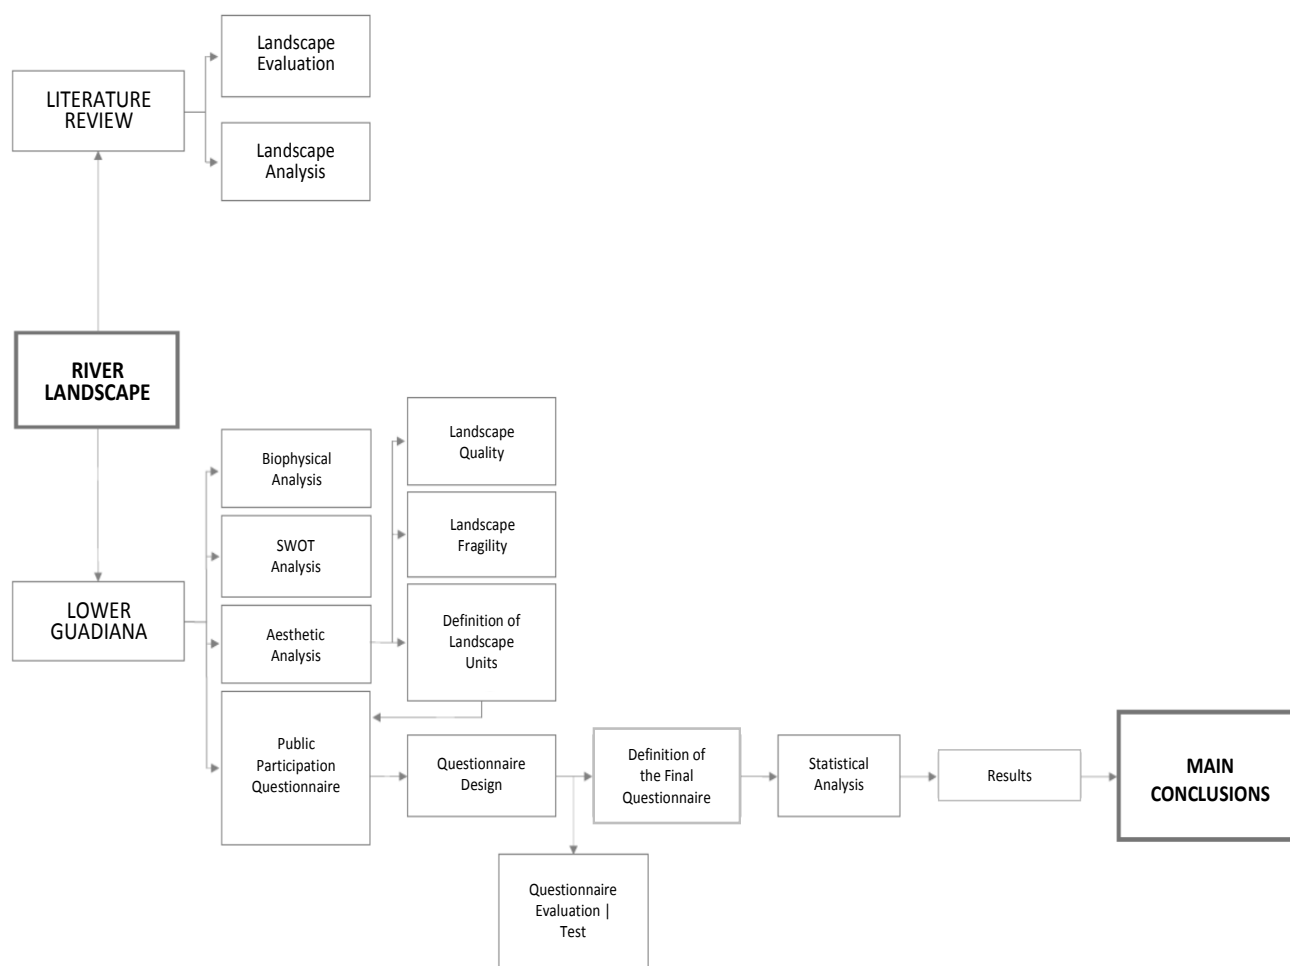 Landscape
Evaluation
LITERATURE
REVIEW
Landscape
Analysis
RIVER
LANDSCAPE
Landscape
Quality
Biophysical
Analysis
Landscape
Fragility
SWOT
Analysis
LOWER
GUADIANA
Aesthetic
Analysis
Definition of
Landscape
Units
Public
Participation
Questionnaire
Questionnaire
Design
Definition of
the Final
Questionnaire
Statistical
Analysis
Results
MAIN
CONCLUSIONS
Questionnaire
Evaluation |
Test